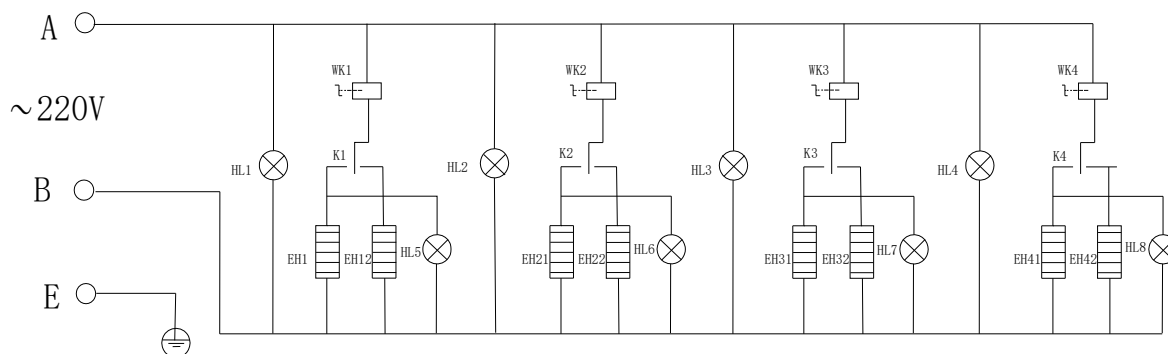 A
WK1
WK2
WK3
WK4
~220V
K1
K2
K3
K4
HL1
HL2
HL3
HL4
B
HL5
HL6
HL7
HL8
EH1
EH12
EH21
EH22
EH31
EH32
EH41
EH42
E